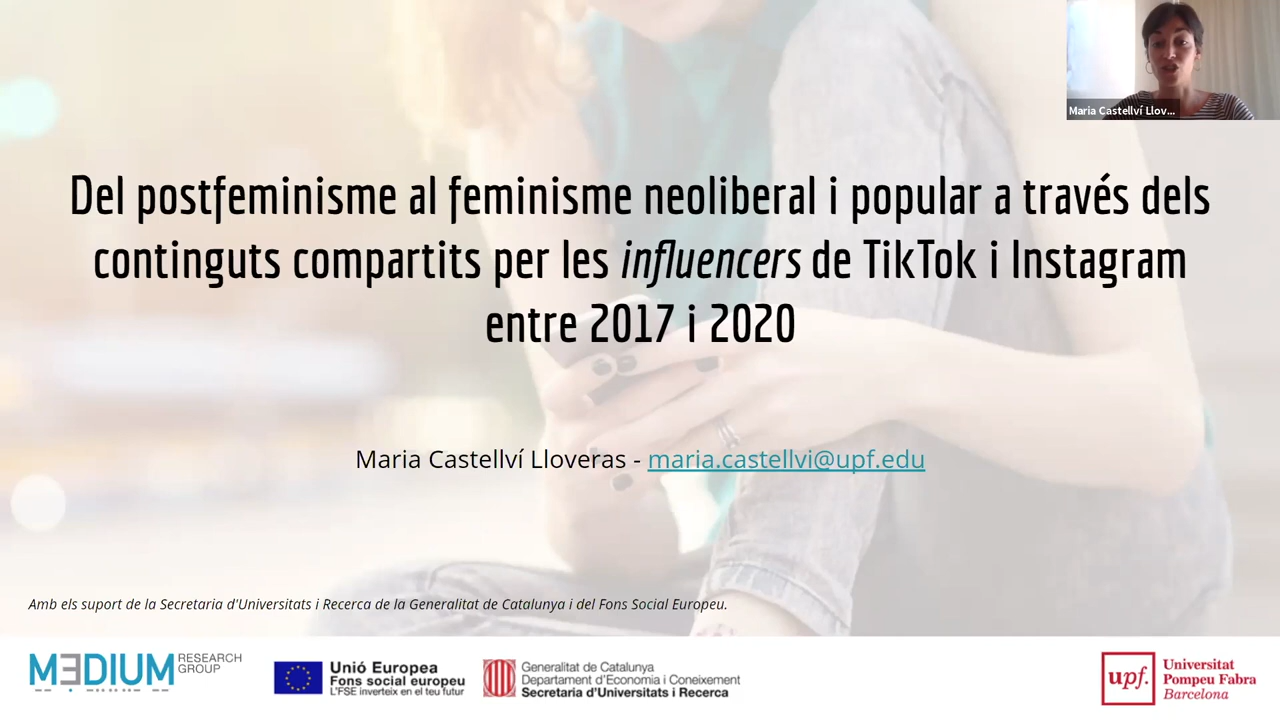 Maria Castellví Llov...
Del postfeminisme al feminisme neoliberal i popular a través dels
continguts compartits per les influencers de TikTok i Instagram
entre 2017 i 2020
Maria Castellví Lloveras - maria.castellvi@upf.edu
Amb els suport de la Secretaria d'Universitats i Recerca de la Generalitat de Catalunya i del Fons Social Europeu.
MEDIUM RESEARCH
GROUP
Unió Europea
Fons social europeu
L'FSE inverteix en el teu futur
Generalitat de Catalunya
Departament d'Economia i Coneixement
Secretaria d'Universitats i Recerca
upf.
Universitat
Pompeu Fabra
Barcelona